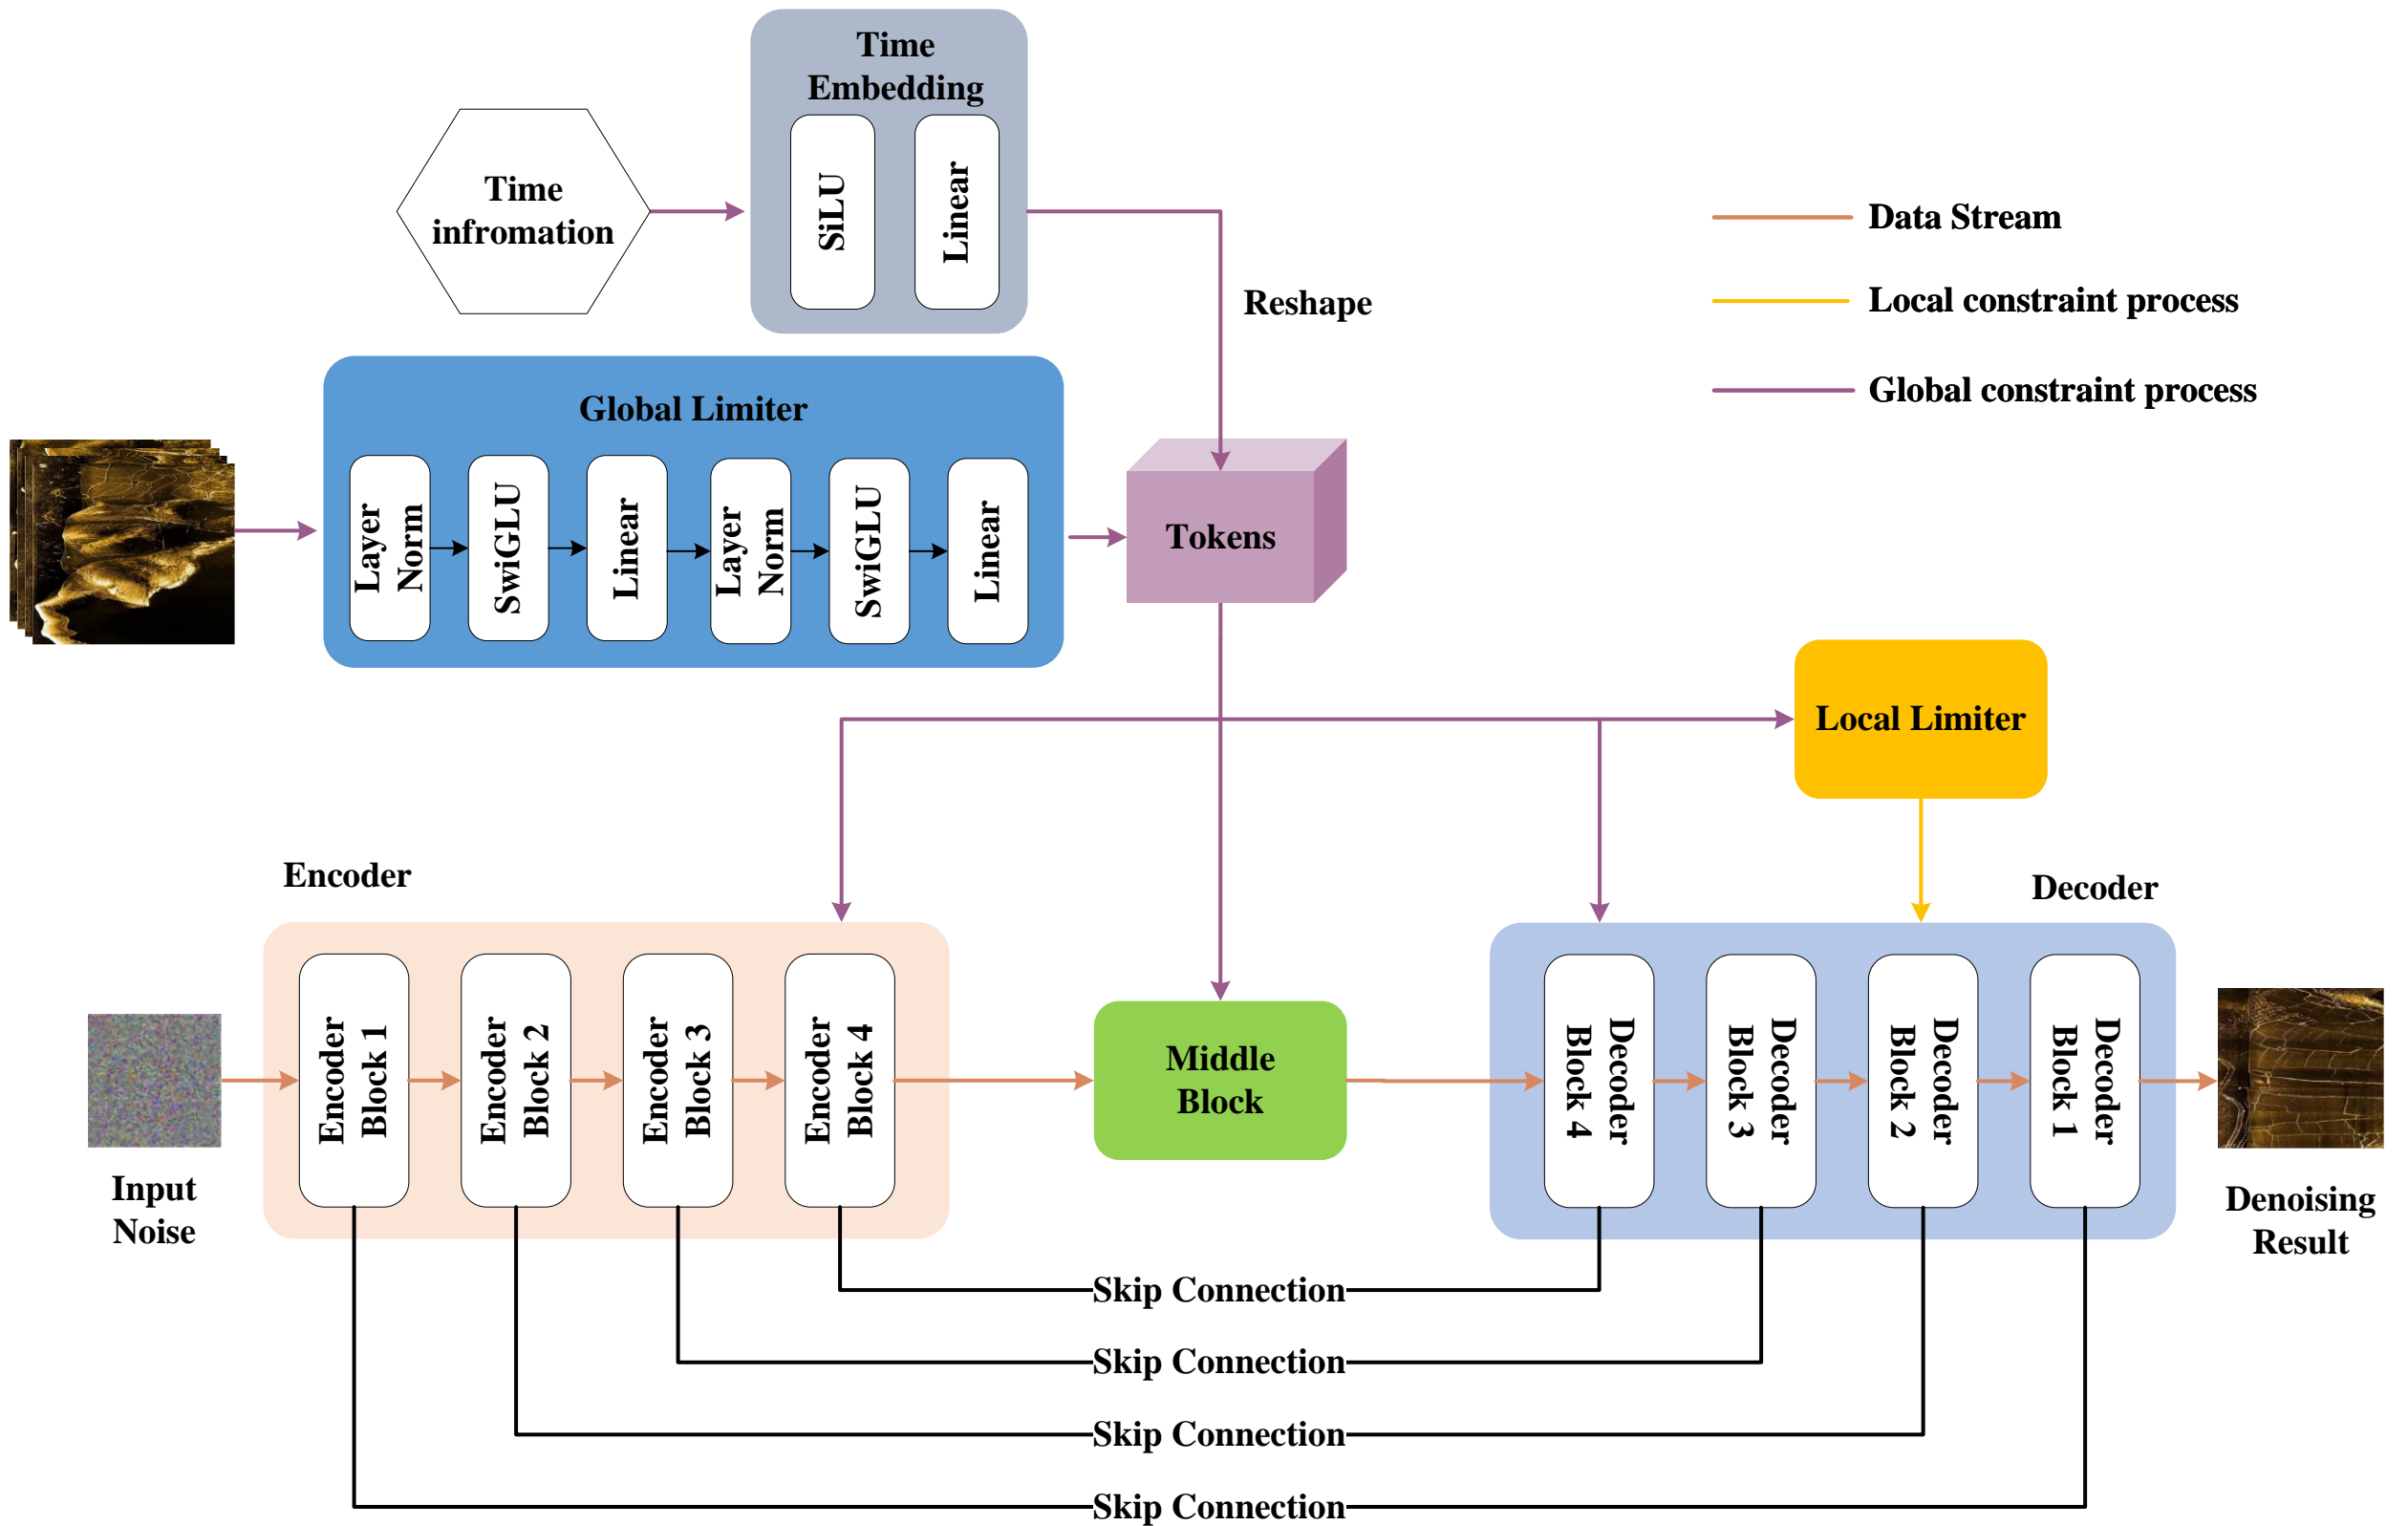 Time
Embedding
SiLU
Linear
Time
infromation
Reshape
Data Stream
Local constraint process
Global constraint process
Global Limiter
Layer
Norm
SwiGLU
Linear
Layer
Norm
SwiGLU
Linear
Tokens
Local Limiter
Encoder
Decoder
Encoder
Block 1
Encoder
Block 2
Encoder
Block 3
Encoder
Block 4
Middle
Block
Decoder
Block 4
Decoder
Block 3
Decoder
Block 2
Decoder
Block 1
Input
Noise
Denoising
Result
Skip Connection
Skip Connection
Skip Connection
Skip Connection